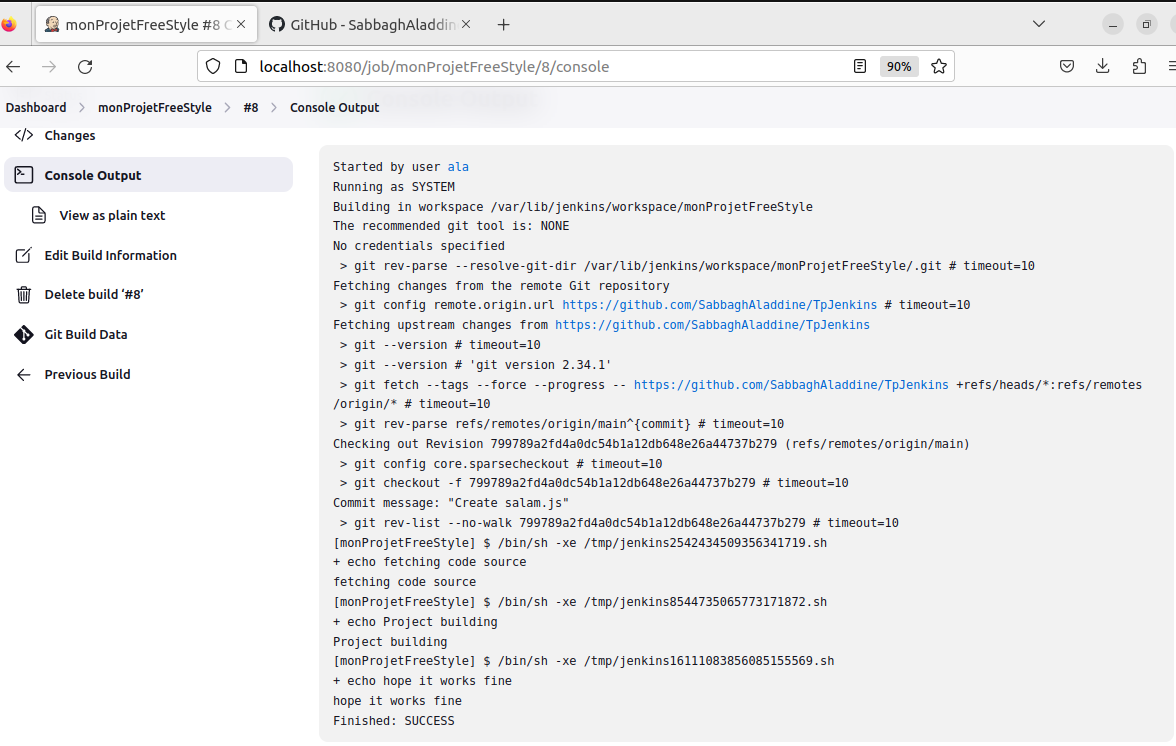 monProjetFreeStyle #8 C
GitHub - SabbaghAladdin
localhost:8080/job/monProjetFreeStyle/8/console
90%
Dashboard > monProjetFreeStyle > #8 > Console Output
Changes
Console Output
View as plain text
Edit Build Information
Delete build ‘#8’
Git Build Data
Previous Build
Started by user ala
Running as SYSTEM
Building in workspace /var/lib/jenkins/workspace/monProjetFreeStyle
The recommended git tool is: NONE
No credentials specified
 > git rev-parse --resolve-git-dir /var/lib/jenkins/workspace/monProjetFreeStyle/.git # timeout=10
Fetching changes from the remote Git repository
 > git config remote.origin.url https://github.com/SabbaghAladdine/TpJenkins # timeout=10
Fetching upstream changes from https://github.com/SabbaghAladdine/TpJenkins
 > git --version # timeout=10
 > git --version # 'git version 2.34.1'
 > git fetch --tags --force --progress -- https://github.com/SabbaghAladdine/TpJenkins +refs/heads/*:refs/remotes
/origin/* # timeout=10
 > git rev-parse refs/remotes/origin/main^{commit} # timeout=10
Checking out Revision 799789a2fd4a0dc54b1a12db648e26a44737b279 (refs/remotes/origin/main)
 > git config core.sparsecheckout # timeout=10
 > git checkout -f 799789a2fd4a0dc54b1a12db648e26a44737b279 # timeout=10
Commit message: "Create salam.js"
 > git rev-list --no-walk 799789a2fd4a0dc54b1a12db648e26a44737b279 # timeout=10
[monProjetFreeStyle] $ /bin/sh -xe /tmp/jenkins2542434509356341719.sh
+ echo fetching code source
fetching code source
[monProjetFreeStyle] $ /bin/sh -xe /tmp/jenkins8544735065773171872.sh
+ echo Project building
Project building
[monProjetFreeStyle] $ /bin/sh -xe /tmp/jenkins16111083856085155569.sh
+ echo hope it works fine
hope it works fine
Finished: SUCCESS